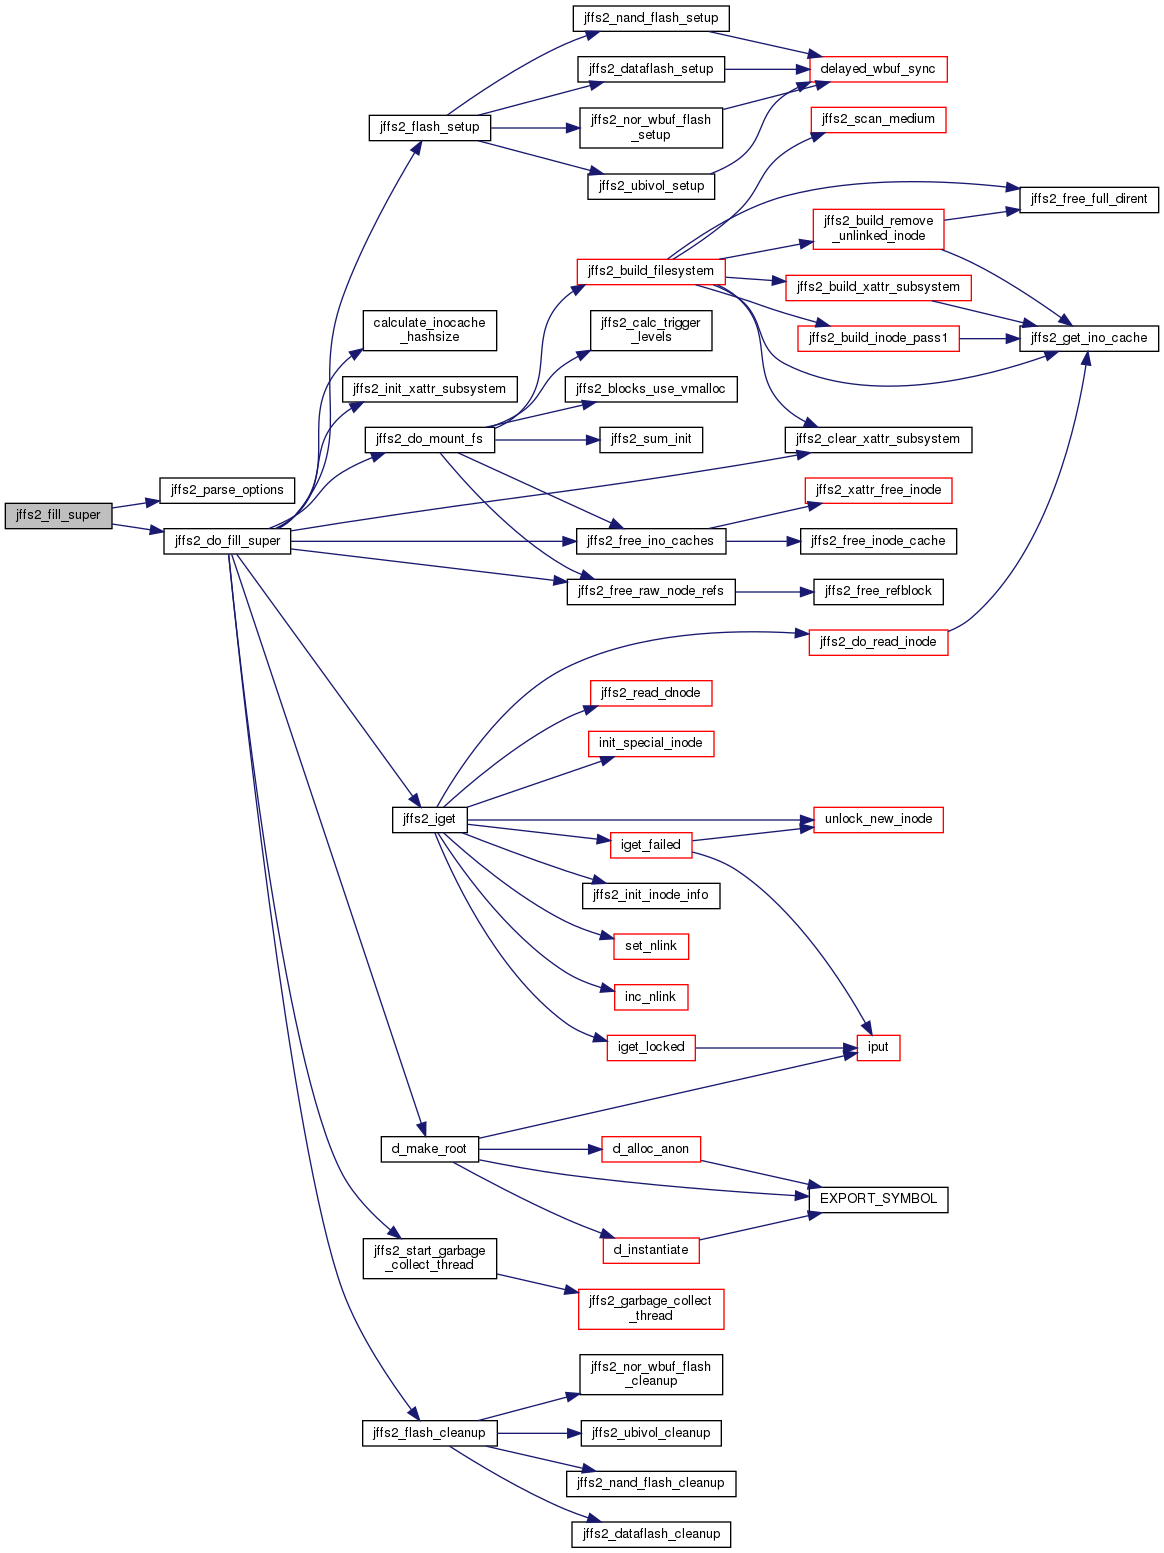 jffs2_nand_flash_setup
delayed_wbuf_sync
jffs2_dataflash_setup
jffs2_flash_setup
jffs2_nor_wbuf_flash
_setup
jffs2_scan_medium
jffs2_ubivol_setup
jffs2_free_full_dirent
jffs2_build_remove
_unlinked_inode
jffs2_build_filesystem
jffs2_build_xattr_subsystem
calculate_inocache
_hashsize
jffs2_calc_trigger
_levels
jffs2_build_inode_pass1
jffs2_get_ino_cache
jffs2_init_xattr_subsystem
jffs2_blocks_use_vmalloc
jffs2_do_mount_fs
jffs2_sum_init
jffs2_clear_xattr_subsystem
jffs2_parse_options
jffs2_xattr_free_inode
jffs2_fill_super
jffs2_do_fill_super
jffs2_free_ino_caches
jffs2_free_inode_cache
jffs2_free_raw_node_refs
jffs2_free_refblock
jffs2_do_read_inode
jffs2_read_dnode
init_special_inode
jffs2_iget
unlock_new_inode
iget_failed
jffs2_init_inode_info
set_nlink
inc_nlink
iget_locked
iput
d_make_root
d_alloc_anon
EXPORT_SYMBOL
jffs2_start_garbage
_collect_thread
d_instantiate
jffs2_garbage_collect
_thread
jffs2_nor_wbuf_flash
_cleanup
jffs2_flash_cleanup
jffs2_ubivol_cleanup
jffs2_nand_flash_cleanup
jffs2_dataflash_cleanup